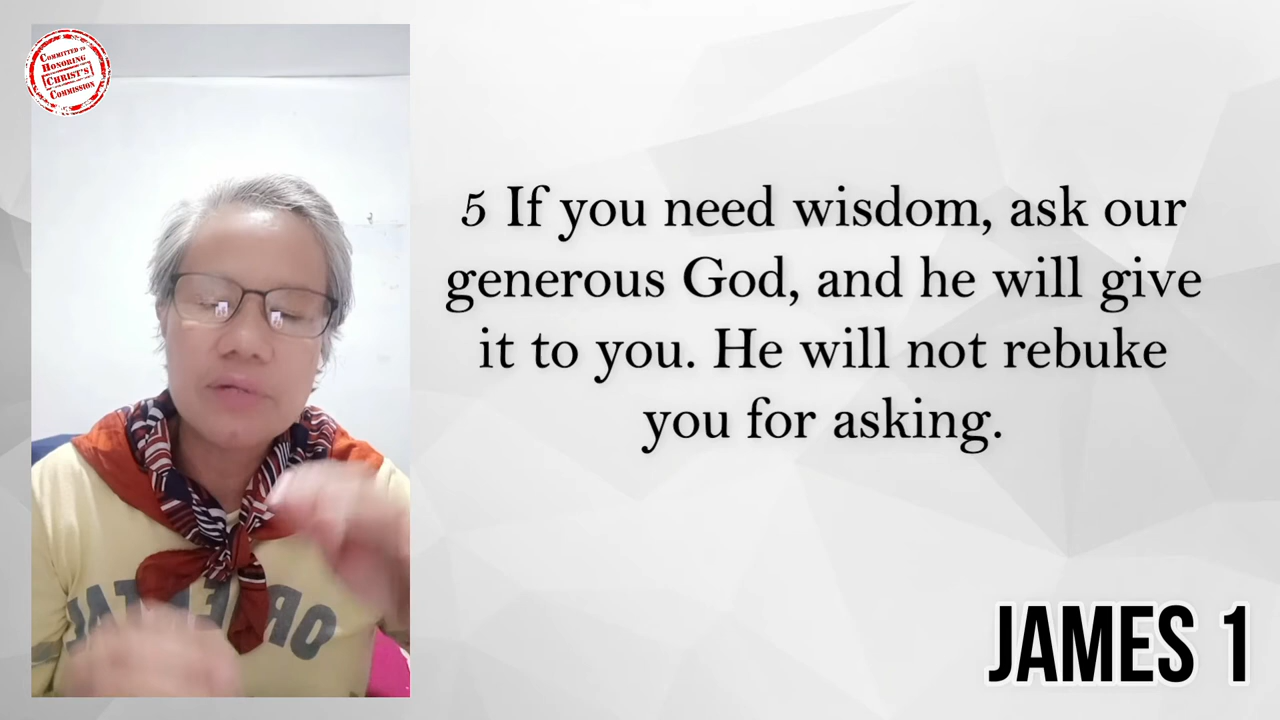 COMMITTED TO
HONORING
CHRIST'S
COMMISSION
5 If you need wisdom, ask our
generous God, and he will give
it to you. He will not rebuke
you for asking.
ORIENTAL
JAMES 1